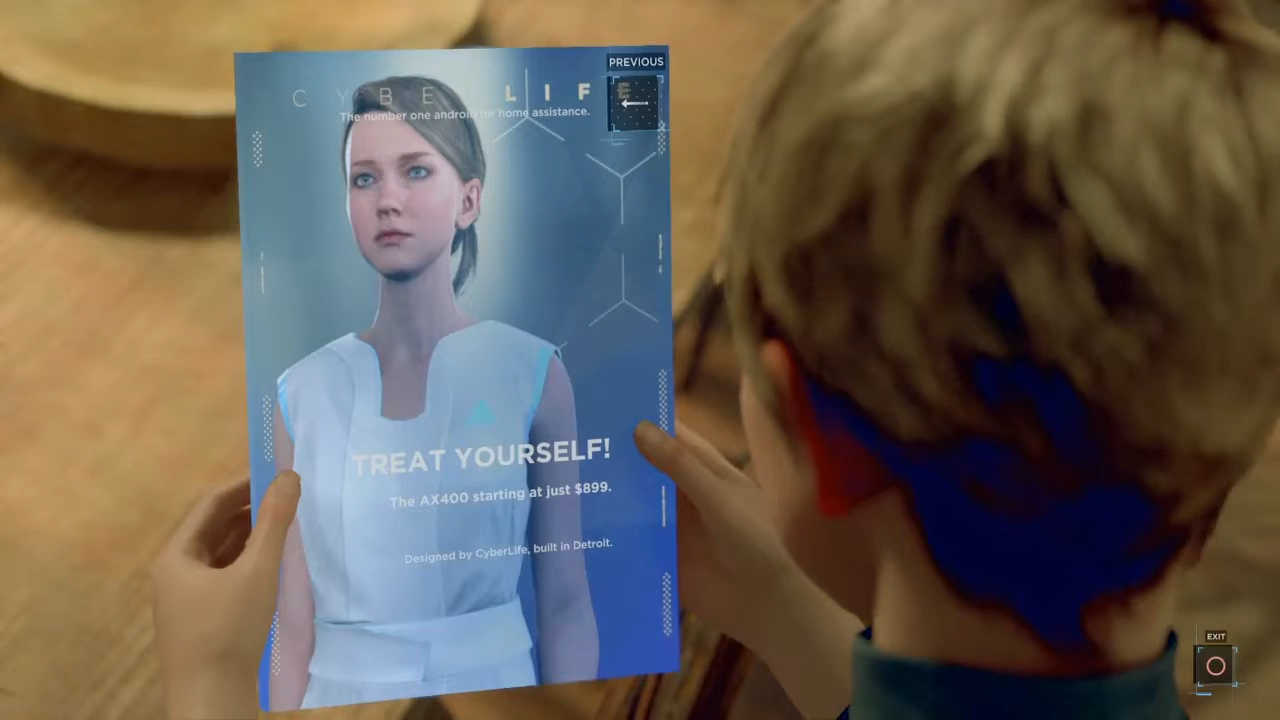 PREVIOUS
CYBERLIFE
The number one android for home assistance.
TREAT YOURSELF!
The AX400 starting at just $899.
Designed by CyberLife, built in Detroit.
EXIT